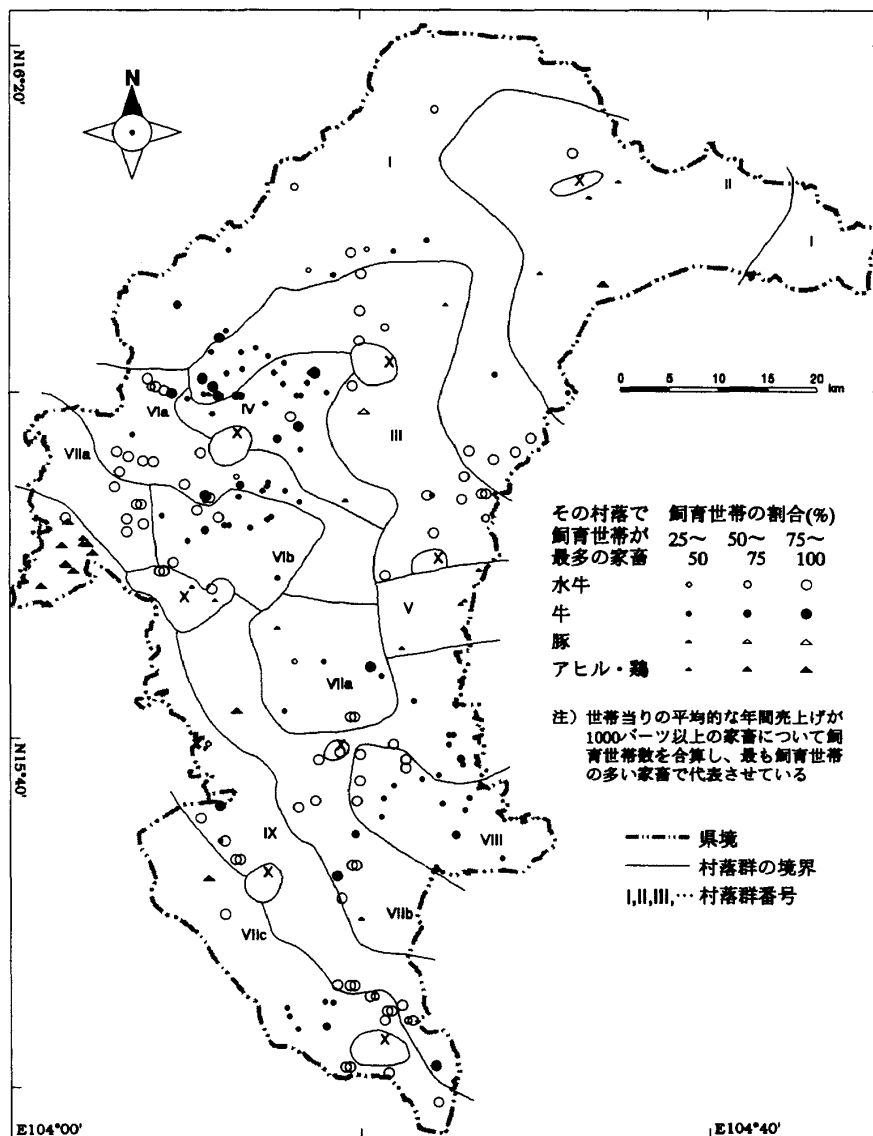 N16°20'
N
I
II
I
X
X
0 5 10 15 20 km
VIa
IV
X
III
VIIa
その村落で 飼育世帯の割合(%)
飼育世帯が 25〜 50〜 75〜
最多の家畜 50 75 100
水牛
牛
豚
アヒル・鶏
VIb
X
V
X
VIIa
注) 世帯当りの平均的な年間売上げが
1000バーツ以上の家畜について飼
育世帯数を合算し、最も飼育世帯
の多い家畜で代表させている
N15°40'
X
IX
VIII
県境
村落群の境界
I,II,III,… 村落群番号
X
VIIb
VIIc
X
E104°00'
E104°40'